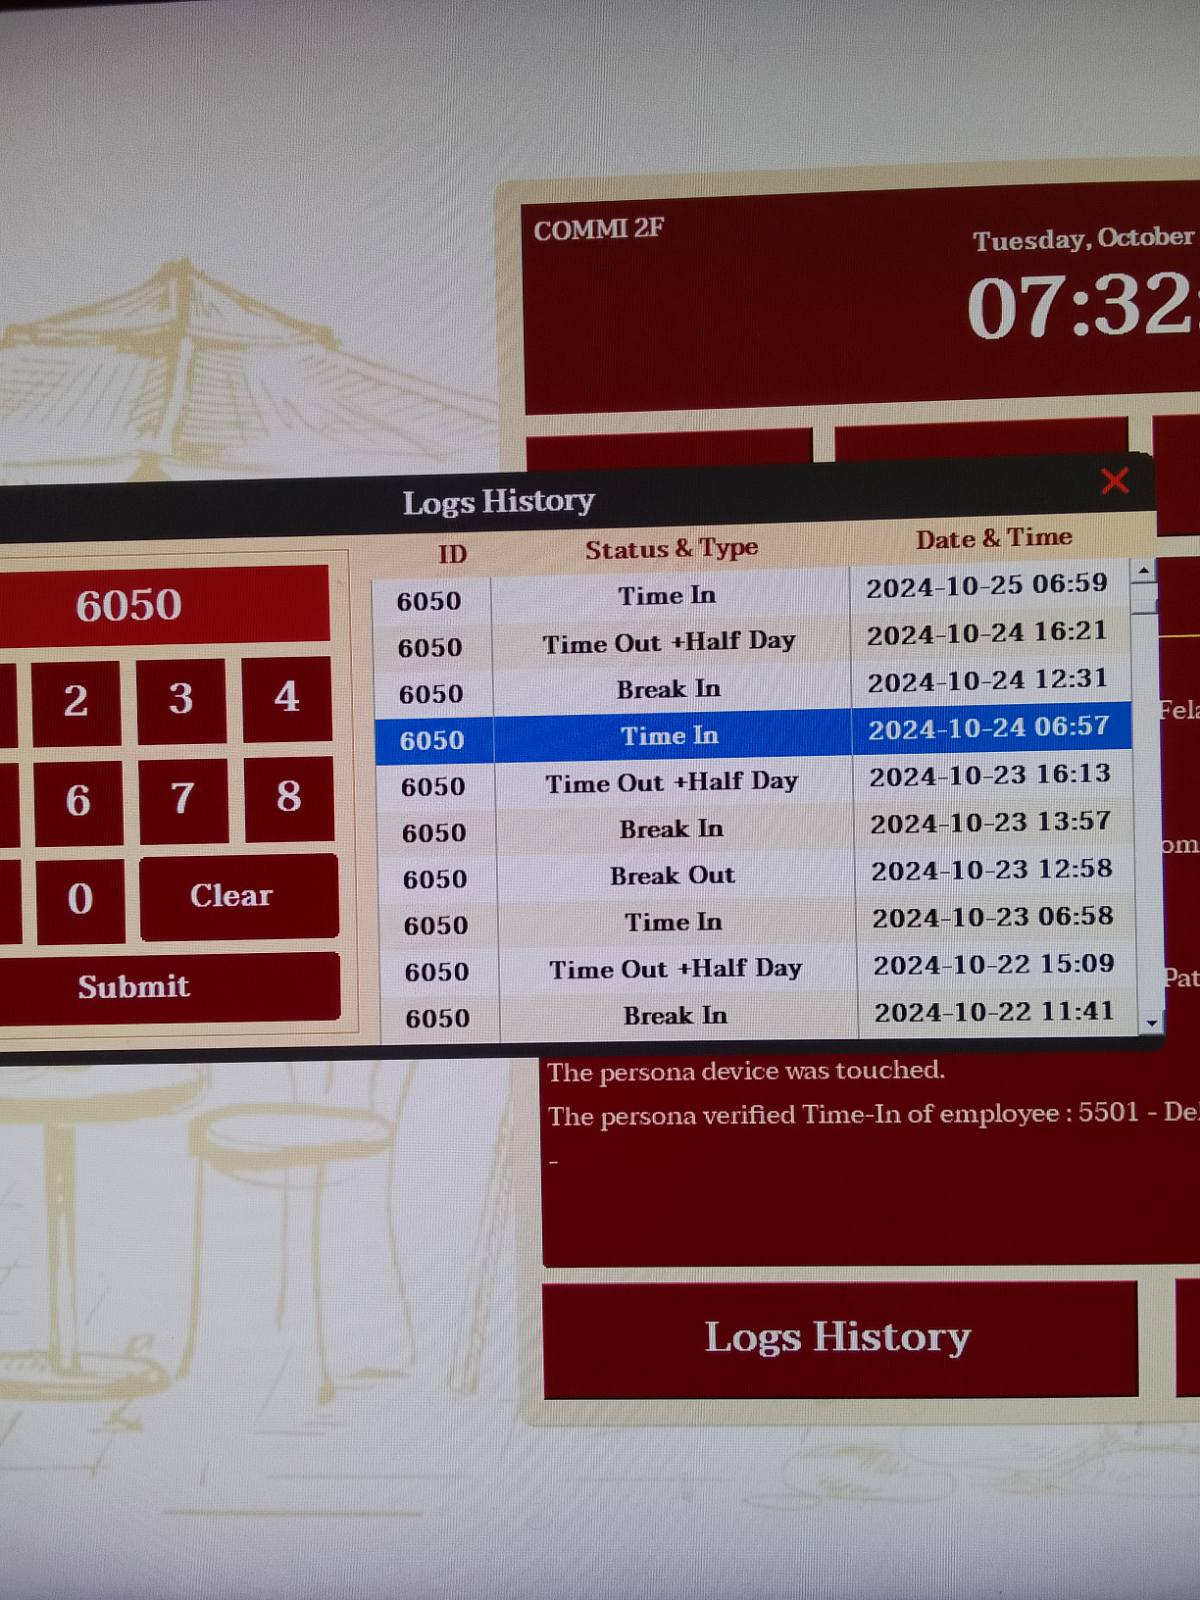 COMMI 2F
Tuesday, October
07:32:
Logs History
ID Status & Type Date & Time
6050
2 3 4
6 7 8
0 Clear
Submit
6050 Time In 2024-10-25 06:59
6050 Time Out +Half Day 2024-10-24 16:21
6050 Break In 2024-10-24 12:31
6050 Time In 2024-10-24 06:57
6050 Time Out +Half Day 2024-10-23 16:13
6050 Break In 2024-10-23 13:57
6050 Break Out 2024-10-23 12:58
6050 Time In 2024-10-23 06:58
6050 Time Out +Half Day 2024-10-22 15:09
6050 Break In 2024-10-22 11:41
The persona device was touched.
The persona verified Time-In of employee : 5501 - De
-
Logs History